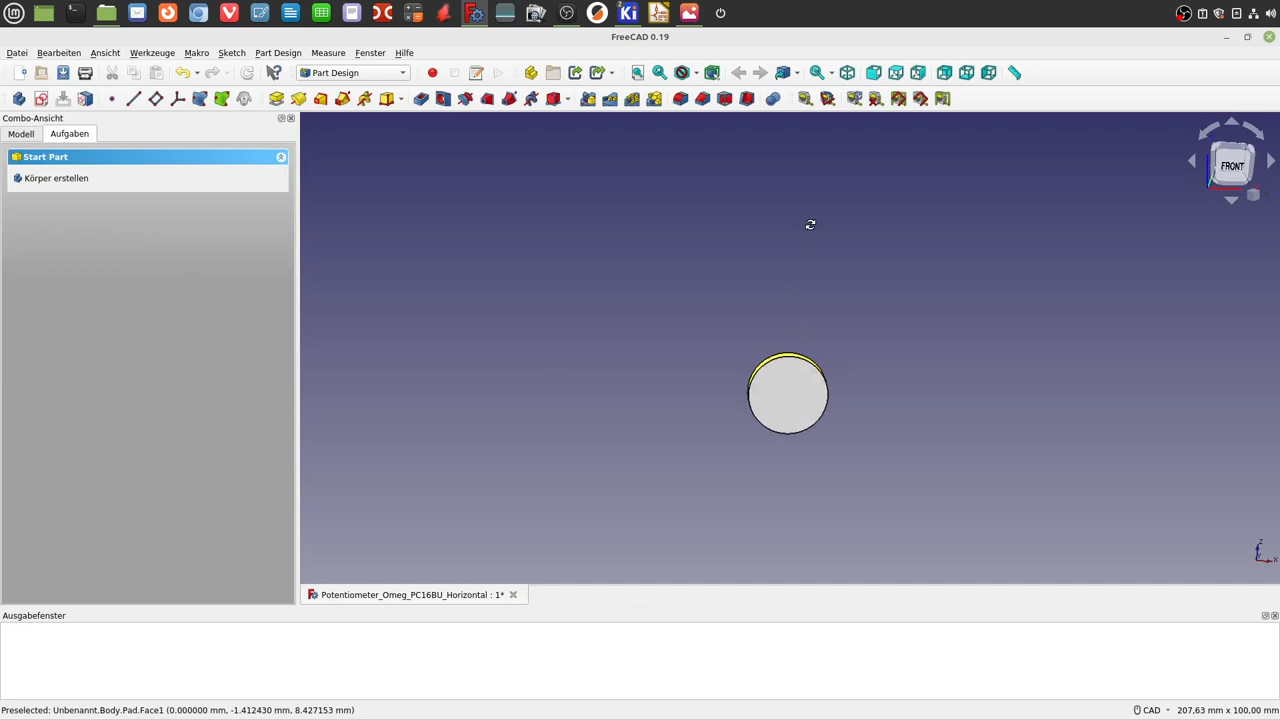 Ki
FreeCAD 0.19
Datei Bearbeiten Ansicht Werkzeuge Makro Sketch Part Design Measure Fenster Hilfe
Part Design
Combo-Ansicht
Modell Aufgaben
Start Part
Körper erstellen
FRONT
Z
X
Potentiometer_Omeg_PC16BU_Horizontal : 1*
Ausgabefenster
Preselected: Unbenannt.Body.Pad.Face1 (0.000000 mm, -1.412430 mm, 8.427153 mm)
CAD
207,63 mm x 100,00 mm